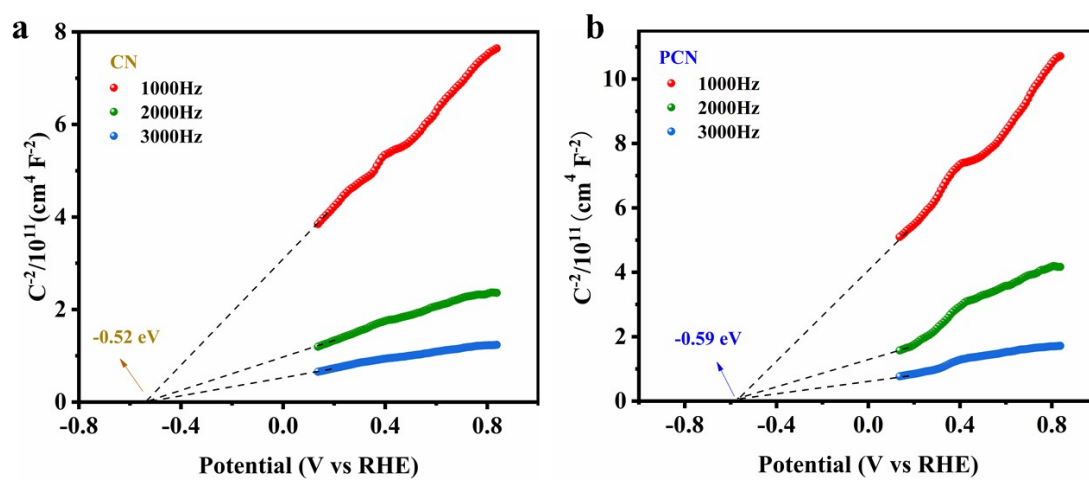 a
CN
1000Hz
2000Hz
3000Hz
C⁻²/10¹¹(cm⁴ F⁻²)
8
6
4
2
0
-0.52 eV
-0.8 -0.4 0.0 0.4 0.8
Potential (V vs RHE)
b
PCN
1000Hz
2000Hz
3000Hz
C⁻²/10¹¹ (cm⁴ F⁻²)
10
8
6
4
2
0
-0.59 eV
-0.8 -0.4 0.0 0.4 0.8
Potential (V vs RHE)